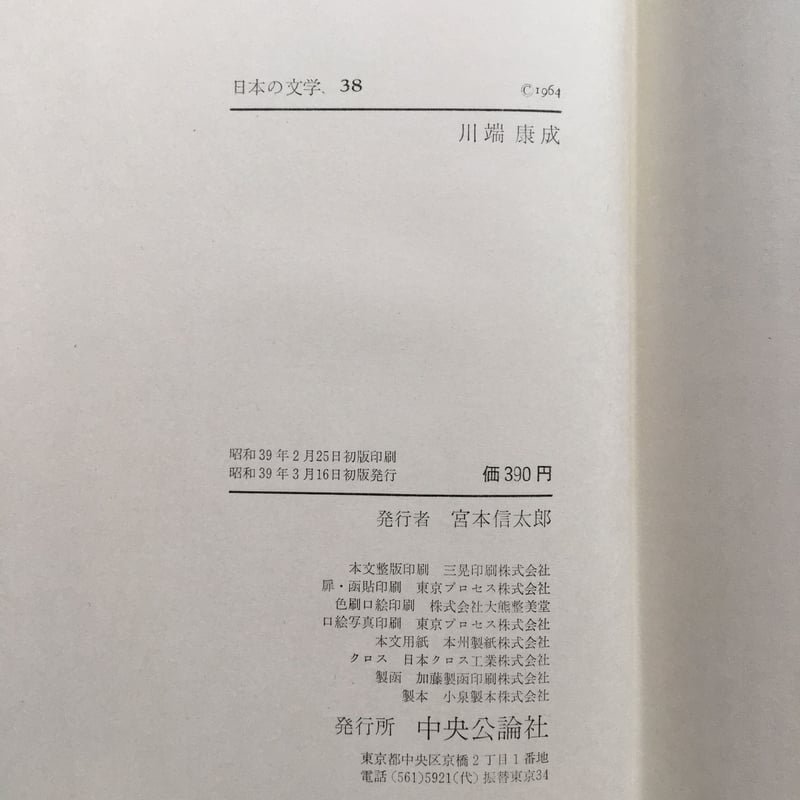 日本の文学、38 ©1964
川端 康成
昭和39年2月25日初版印刷
昭和39年3月16日初版発行 価390円
発行者 宮本信太郎
本文整版印刷 三晃印刷株式会社
扉・函貼印刷 東京プロセス株式会社
色刷口絵印刷 株式会社大熊整美堂
口絵写真印刷 東京プロセス株式会社
本文用紙 本州製紙株式会社
クロス 日本クロス工業株式会社
製函 加藤製函印刷株式会社
製本 小泉製本株式会社
発行所 中央公論社
東京都中央区京橋2丁目1番地
電話(561)5921(代)振替東京34